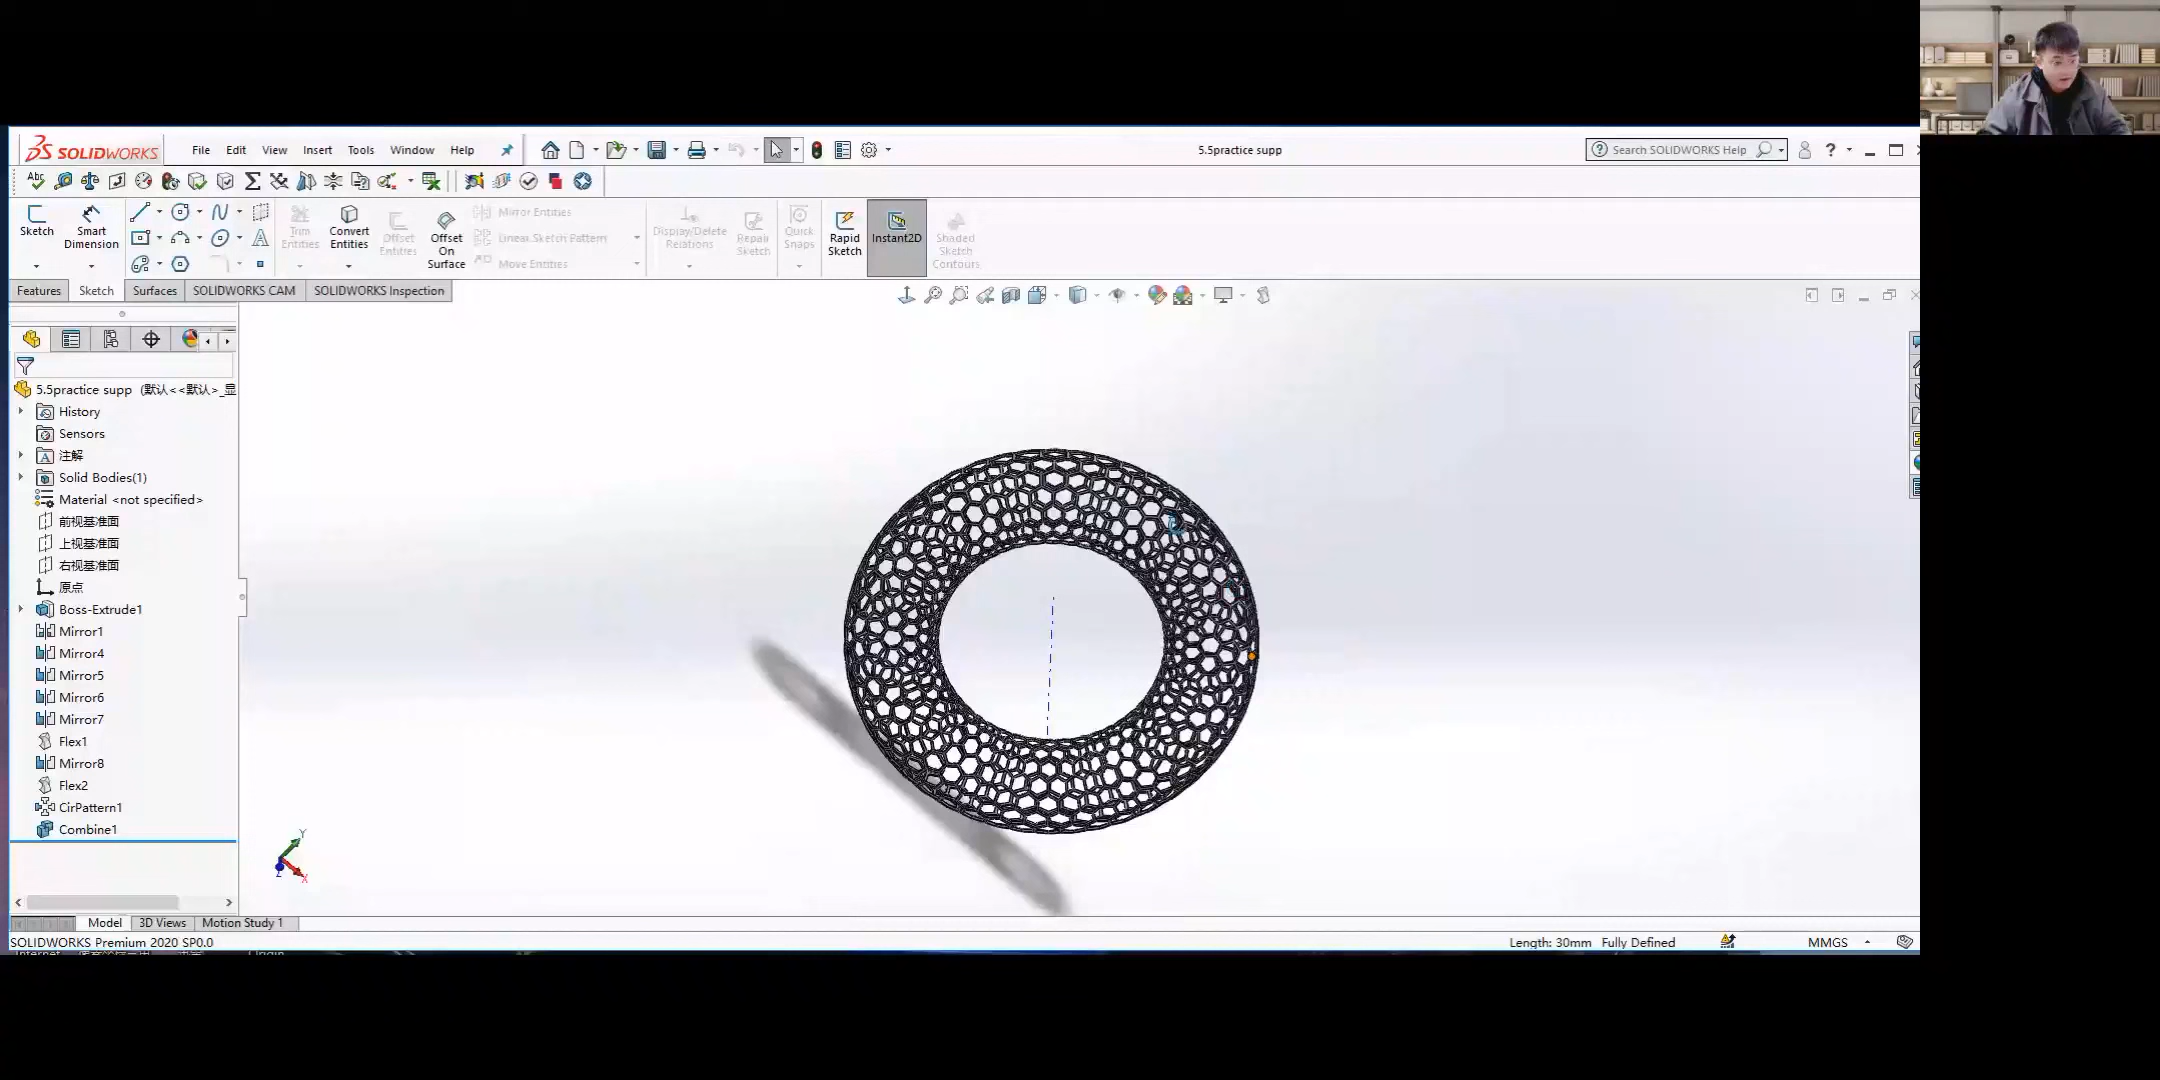 SOLIDWORKS File Edit View Insert Tools Window Help 5.5practice supp Search SOLIDWORKS Help
Sketch Smart Dimension Trim Entities Convert Entities Offset Entities Offset On Surface Mirror Entities Linear Sketch Pattern Move Entities Display/Delete Relations Repair Sketch Quick Snaps Rapid Sketch Instant2D Shaded Sketch Contours
Features Sketch Surfaces SOLIDWORKS CAM SOLIDWORKS Inspection
5.5practice supp (默认<<默认>_显
History
Sensors
注解
Solid Bodies(1)
Material <not specified>
前视基准面
上视基准面
右视基准面
原点
Boss-Extrude1
Mirror1
Mirror4
Mirror5
Mirror6
Mirror7
Flex1
Mirror8
Flex2
CirPattern1
Combine1
Y
X
Z
Model 3D Views Motion Study 1
SOLIDWORKS Premium 2020 SP0.0 Length: 30mm Fully Defined MMGS